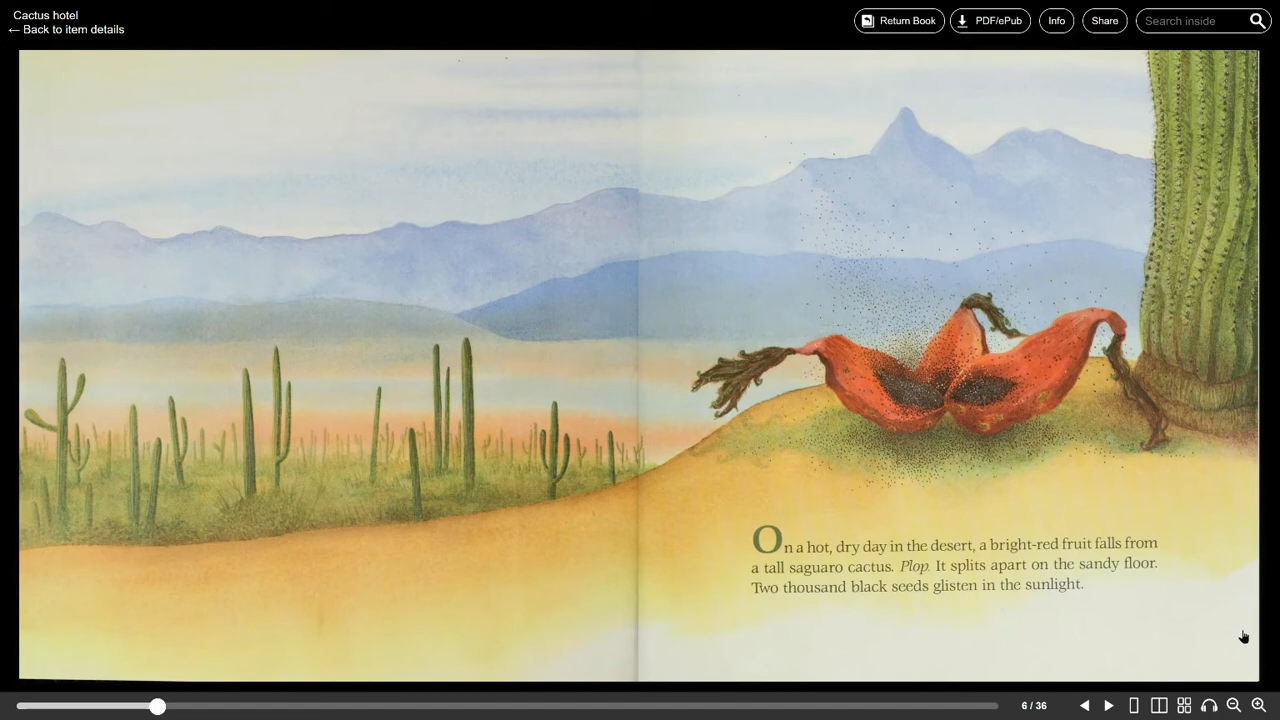 Cactus hotel
← Back to item details
Return Book
PDF/ePub
Info
Share
Search inside
On a hot, dry day in the desert, a bright-red fruit falls from
a tall saguaro cactus. Plop. It splits apart on the sandy floor.
Two thousand black seeds glisten in the sunlight.
6 / 36